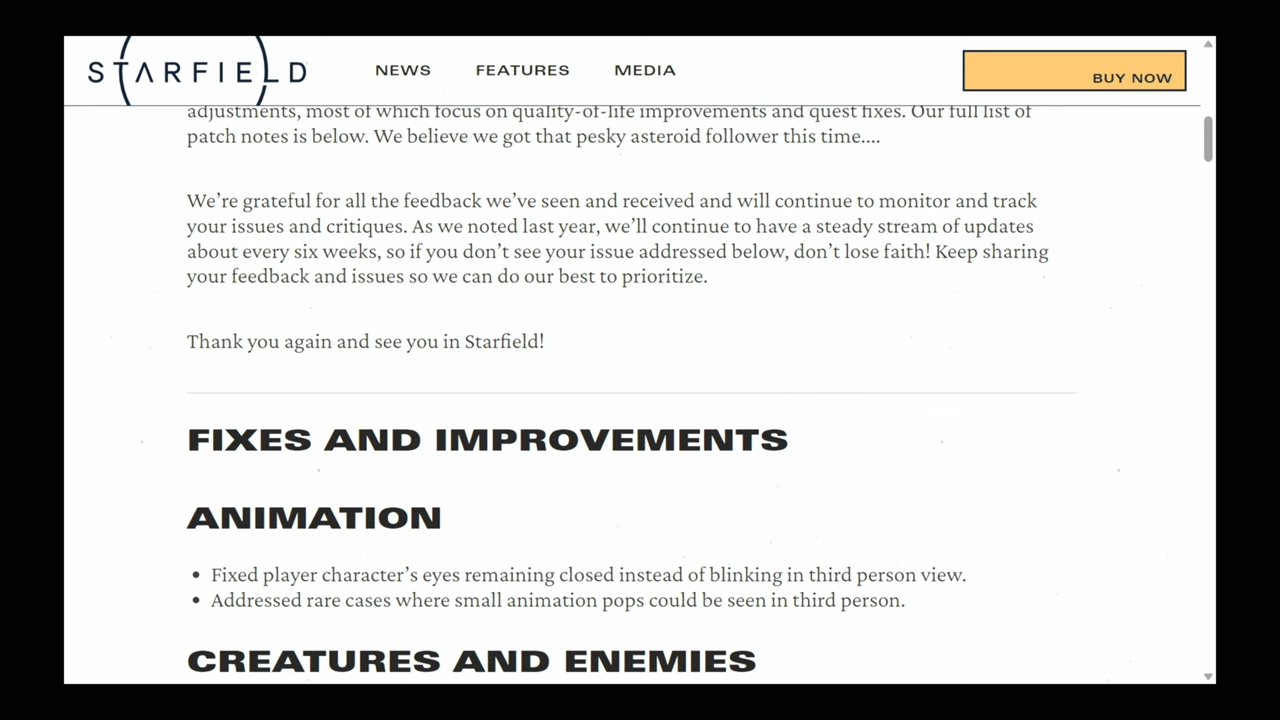 STARFIELD
NEWS
FEATURES
MEDIA
BUY NOW
adjustments, most of which focus on quality-of-life improvements and quest fixes. Our full list of
patch notes is below. We believe we got that pesky asteroid follower this time....
We’re grateful for all the feedback we’ve seen and received and will continue to monitor and track
your issues and critiques. As we noted last year, we’ll continue to have a steady stream of updates
about every six weeks, so if you don’t see your issue addressed below, don’t lose faith! Keep sharing
your feedback and issues so we can do our best to prioritize.
Thank you again and see you in Starfield!
FIXES AND IMPROVEMENTS
ANIMATION
• Fixed player character’s eyes remaining closed instead of blinking in third person view.
• Addressed rare cases where small animation pops could be seen in third person.
CREATURES AND ENEMIES